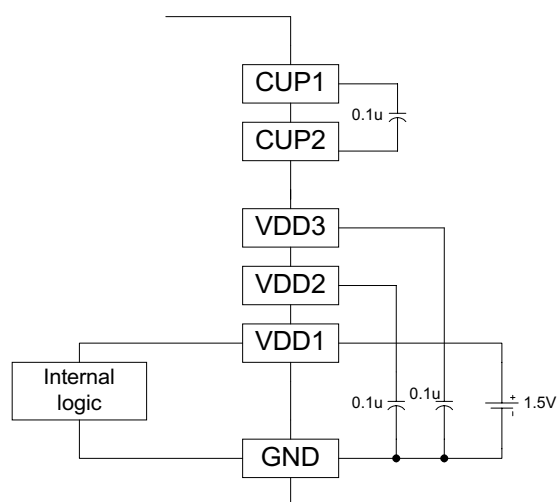 CUP1
0.1u
CUP2
VDD3
VDD2
VDD1
Internal
logic
0.1u
0.1u
+
-
1.5V
GND